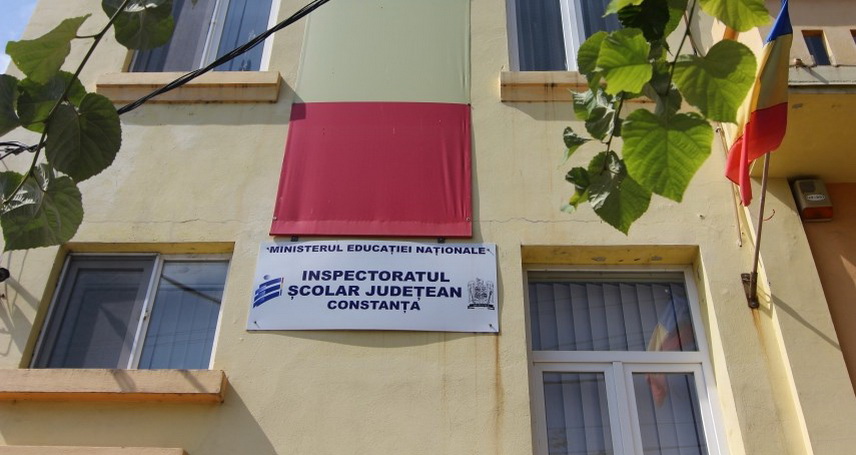 MINISTERUL EDUCAȚIEI NAȚIONALE
INSPECTORATUL
ȘCOLAR JUDEȚEAN
CONSTANȚA